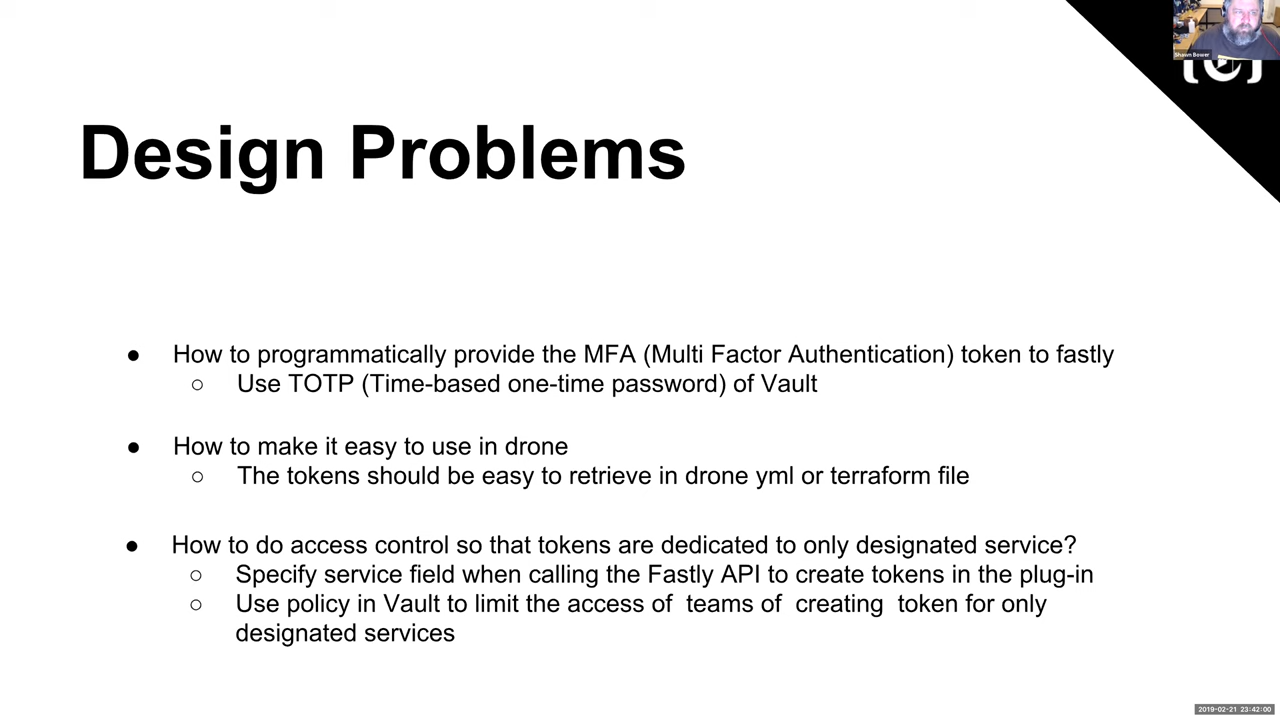 Shawn Bower
Design Problems
● How to programmatically provide the MFA (Multi Factor Authentication) token to fastly
○ Use TOTP (Time-based one-time password) of Vault
● How to make it easy to use in drone
○ The tokens should be easy to retrieve in drone yml or terraform file
● How to do access control so that tokens are dedicated to only designated service?
○ Specify service field when calling the Fastly API to create tokens in the plug-in
○ Use policy in Vault to limit the access of teams of creating token for only
designated services
2019-02-21 23:42:00